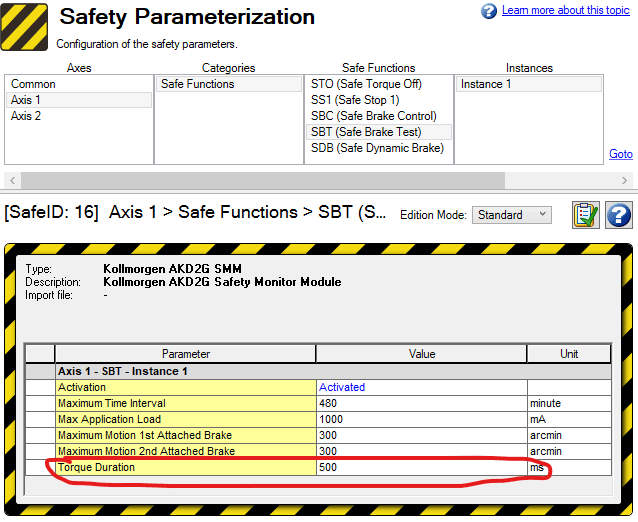 Safety Parameterization
Learn more about this topic
Configuration of the safety parameters.
Axes Categories Safe Functions Instances
Common Safe Functions STO (Safe Torque Off) Instance 1
Axis 1 SS1 (Safe Stop 1)
Axis 2 SBC (Safe Brake Control)
SBT (Safe Brake Test)
SDB (Safe Dynamic Brake)
Goto
[SafeID: 16] Axis 1 > Safe Functions > SBT (S... Edition Mode: Standard
Type: Kollmorgen AKD2G SMM
Description: Kollmorgen AKD2G Safety Monitor Module
Import file: -
Parameter Value Unit
Axis 1 - SBT - Instance 1
Activation Activated
Maximum Time Interval 480 minute
Max Application Load 1000 mA
Maximum Motion 1st Attached Brake 300 arcmin
Maximum Motion 2nd Attached Brake 300 arcmin
Torque Duration 500 ms